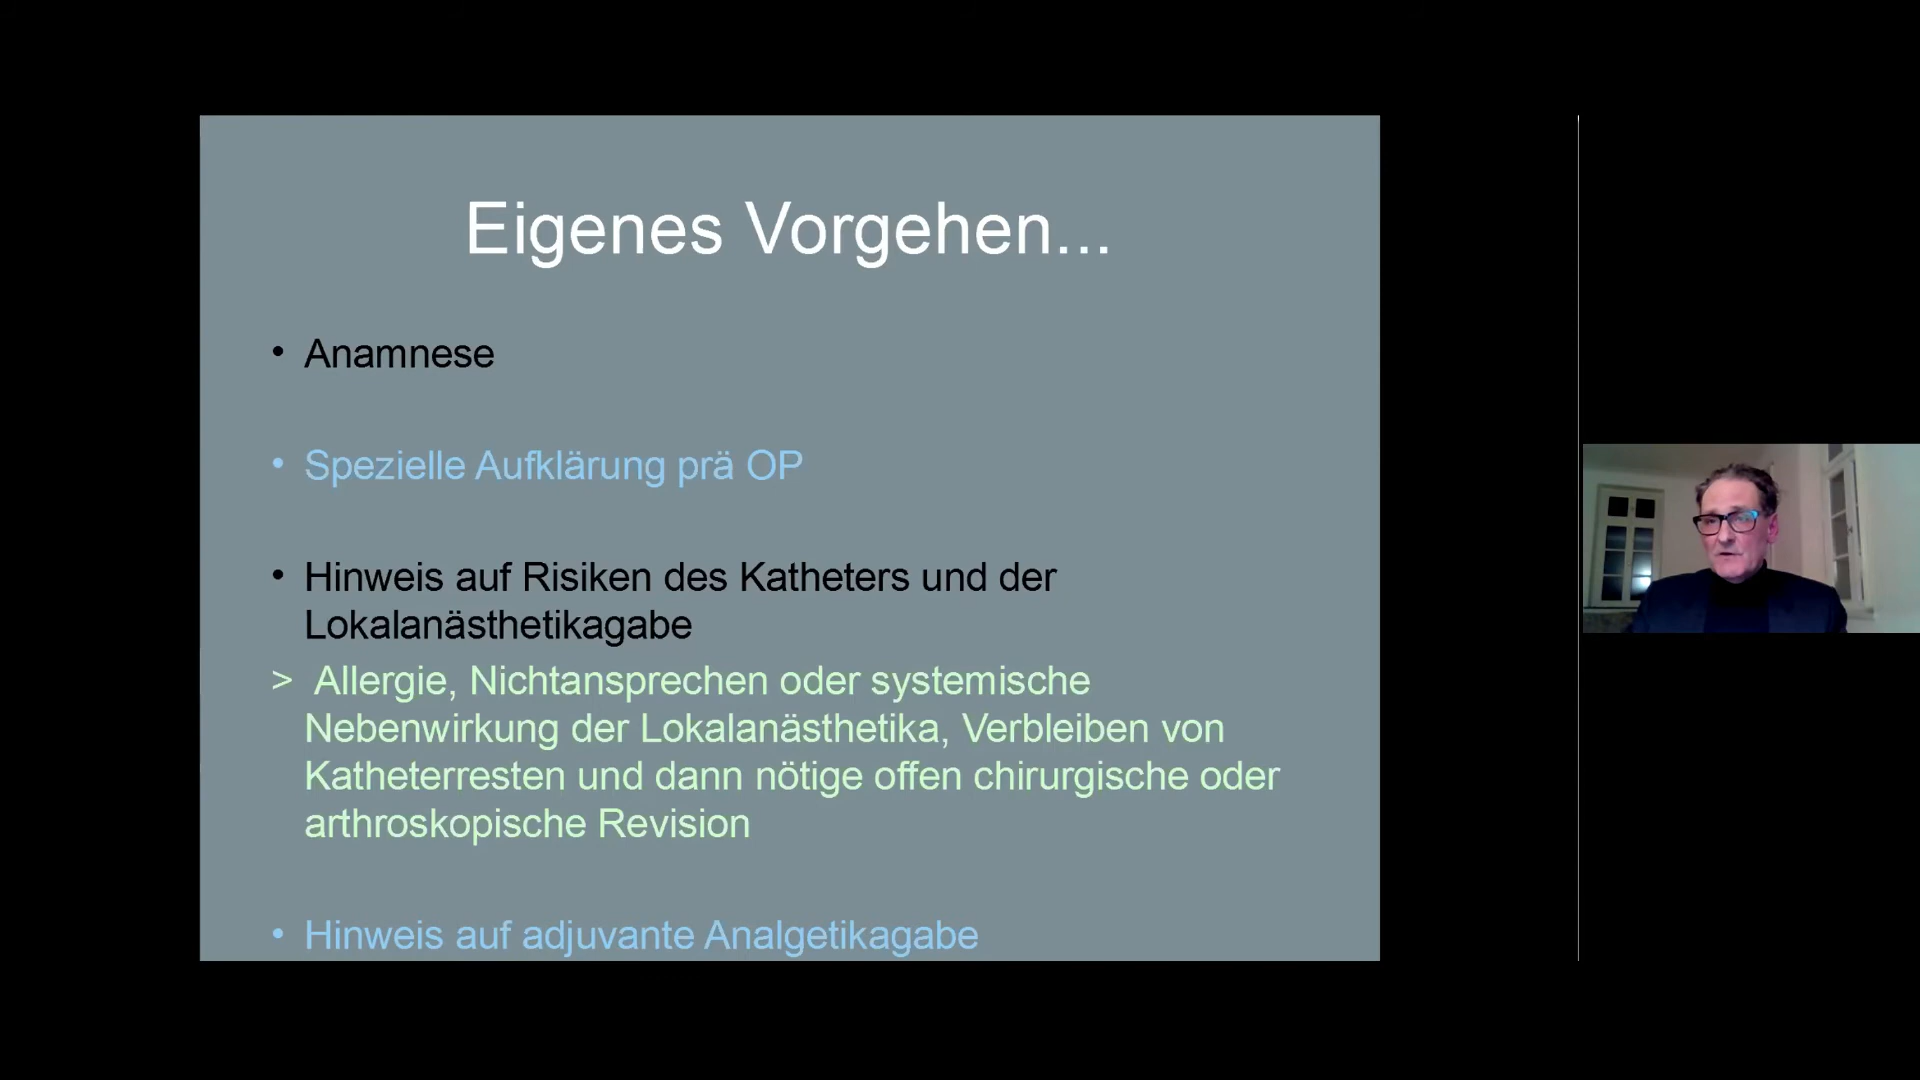 Eigenes Vorgehen...
• Anamnese
• Spezielle Aufklärung prä OP
• Hinweis auf Risiken des Katheters und der
Lokalanästhetikagabe
> Allergie, Nichtansprechen oder systemische
Nebenwirkung der Lokalanästhetika, Verbleiben von
Katheterresten und dann nötige offen chirurgische oder
arthroskopische Revision
• Hinweis auf adjuvante Analgetikagabe